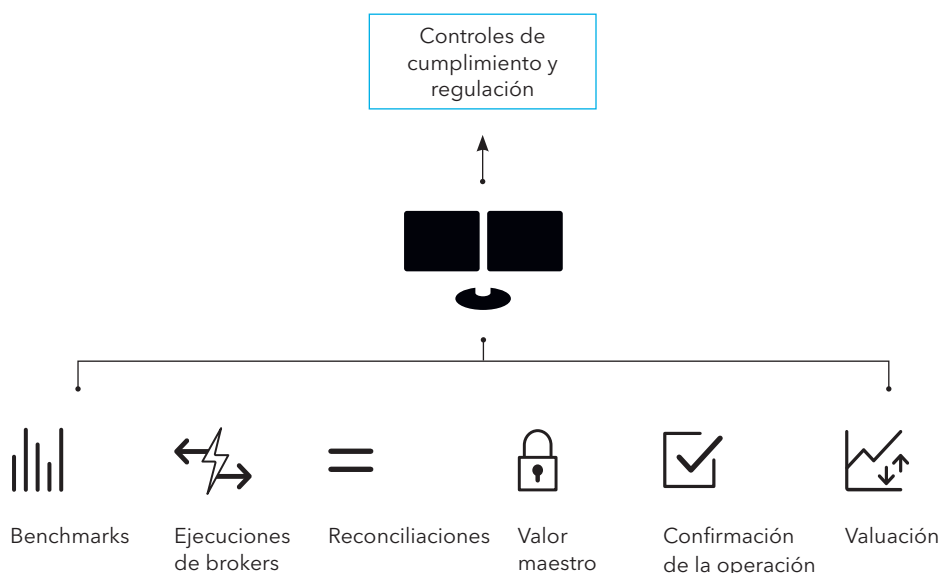 Controles de
cumplimiento y
regulación
Benchmarks
Ejecuciones
de brokers
Reconciliaciones
Valor
maestro
Confirmación
de la operación
Valuación